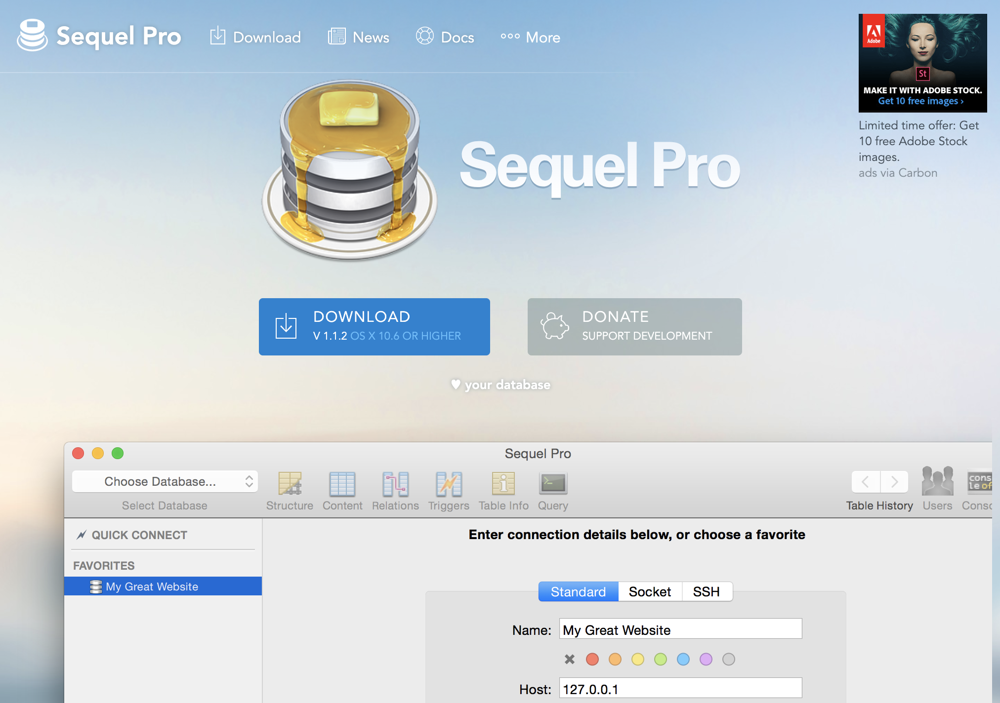 Sequel Pro
Download
News
Docs
More
Adobe
St
MAKE IT WITH ADOBE STOCK.
Get 10 free images ›
Limited time offer: Get
10 free Adobe Stock
images.
ads via Carbon
Sequel Pro
DOWNLOAD
V 1.1.2 OS X 10.6 OR HIGHER
DONATE
SUPPORT DEVELOPMENT
♥ your database
Sequel Pro
Choose Database...
Select Database
Structure
Content
Relations
Triggers
Table Info
Query
Table History
Users
cons
le of
Conso
QUICK CONNECT
FAVORITES
My Great Website
Enter connection details below, or choose a favorite
Standard
Socket
SSH
Name: My Great Website
Host: 127.0.0.1